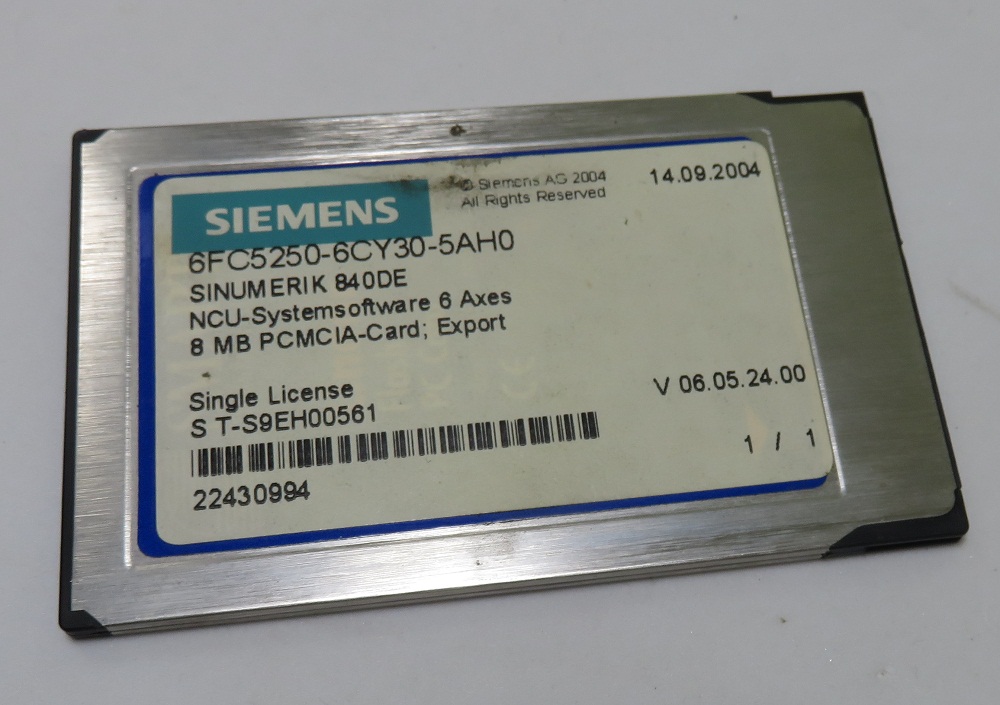 SIEMENS
© Siemens AG 2004
All Rights Reserved
14.09.2004
6FC5250-6CY30-5AH0
SINUMERIK 840DE
NCU-Systemsoftware 6 Axes
8 MB PCMCIA-Card; Export
Single License
V 06.05.24.00
S T-S9EH00561
1 / 1
22430994